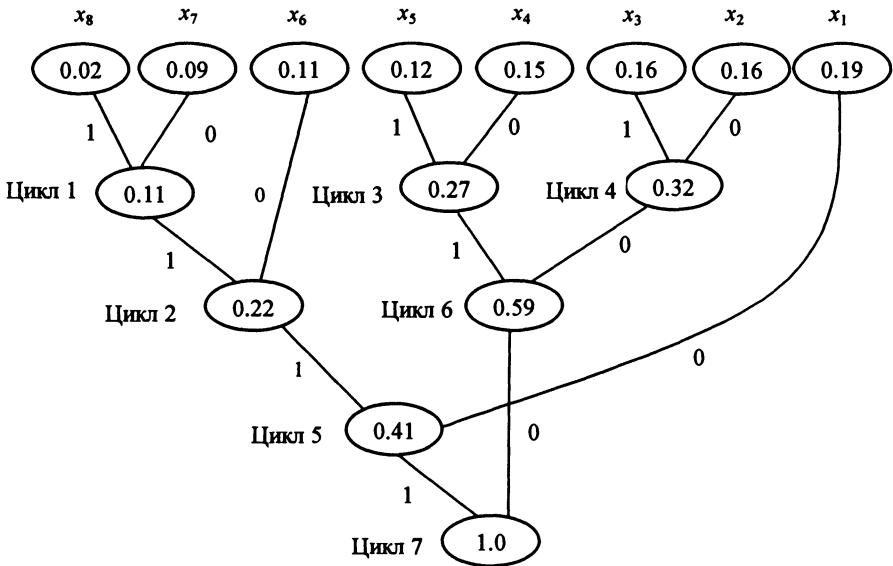 x₈ x₇ x₆ x₅ x₄ x₃ x₂ x₁
0.02 0.09 0.11 0.12 0.15 0.16 0.16 0.19
1 0 1 0 1 0
Цикл 1 0.11 0 Цикл 3 0.27 Цикл 4 0.32
1 1 0
Цикл 2 0.22 Цикл 6 0.59
1 0
Цикл 5 0.41 0
1
Цикл 7 1.0